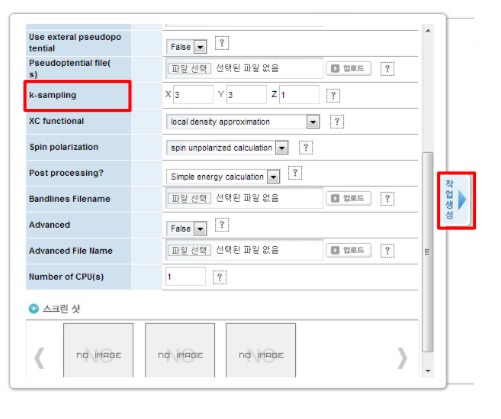 Use exteral pseudopo
tential
False
?
Pseudoptential file(
s)
파일 선택 선택된 파일 없음
업로드
?
k-sampling
X 3 Y 3 Z 1
?
XC functional
local density approximation
?
Spin polarization
spin unpolarized calculation
?
Post processing?
Simple energy calculation
?
Bandlines Filename
파일 선택 선택된 파일 없음
업로드
?
Advanced
False
?
Advanced File Name
파일 선택 선택된 파일 없음
업로드
?
Number of CPU(s)
1
?
작업생성
스크린 샷
NO IMAGE
NO IMAGE
NO IMAGE